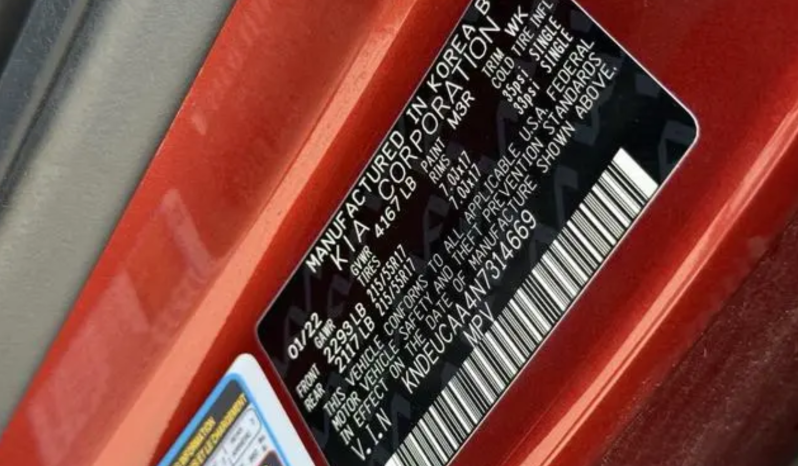 MANUFACTURED IN KOREA B
KIA CORPORATION
01/22 GVWR 4167LB PAINT M3R TRIM WK
GAWR TIRES RIMS COLD TIRE INFL
FRONT 2293LB 215/55R17 7.0Jx17 35psi SINGLE
REAR 2117LB 215/55R17 7.0Jx17 33psi SINGLE
THIS VEHICLE CONFORMS TO ALL APPLICABLE U.S.A. FEDERAL
MOTOR VEHICLE SAFETY AND THEFT PREVENTION STANDARDS
IN EFFECT ON THE DATE OF MANUFACTURE SHOWN ABOVE.
V.I.N KNDEUCAA4N7314669
MPV
INFORMATION